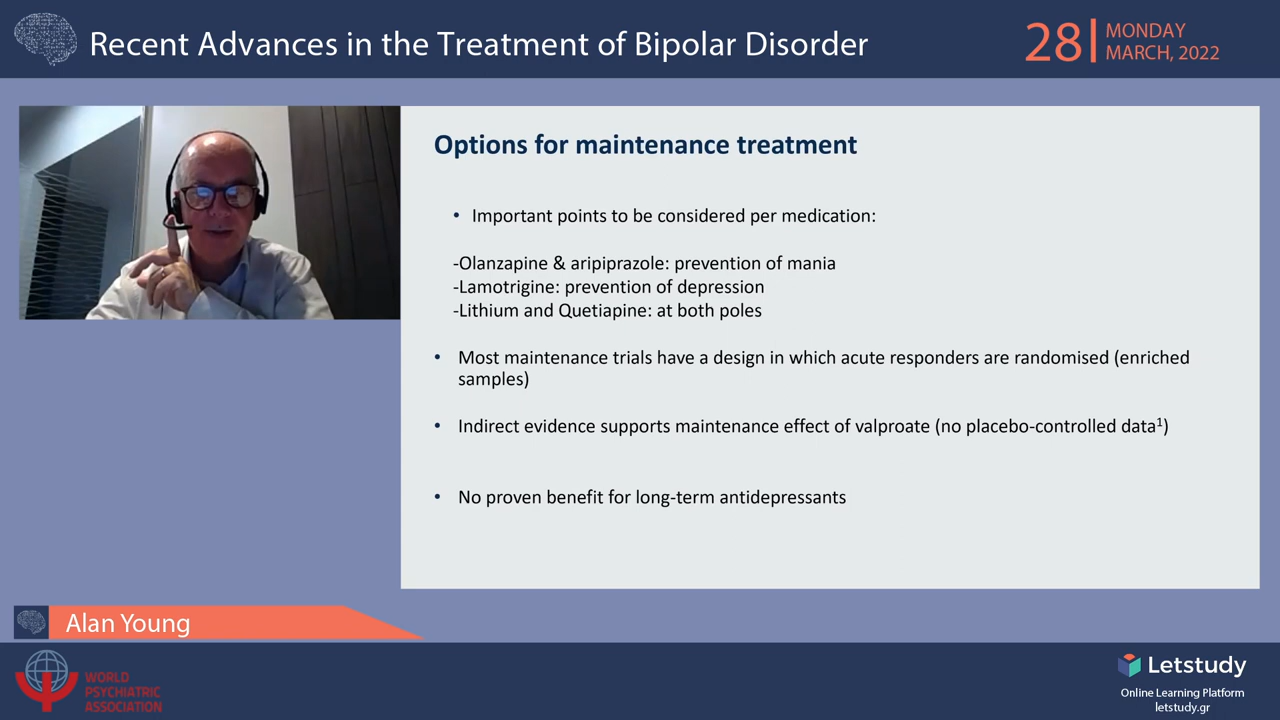 Recent Advances in the Treatment of Bipolar Disorder
28
MONDAY
MARCH, 2022
Options for maintenance treatment
• Important points to be considered per medication:
-Olanzapine & aripiprazole: prevention of mania
-Lamotrigine: prevention of depression
-Lithium and Quetiapine: at both poles
• Most maintenance trials have a design in which acute responders are randomised (enriched
samples)
• Indirect evidence supports maintenance effect of valproate (no placebo-controlled data¹)
• No proven benefit for long-term antidepressants
Alan Young
WORLD
PSYCHIATRIC
ASSOCIATION
Letstudy
Online Learning Platform
letstudy.gr